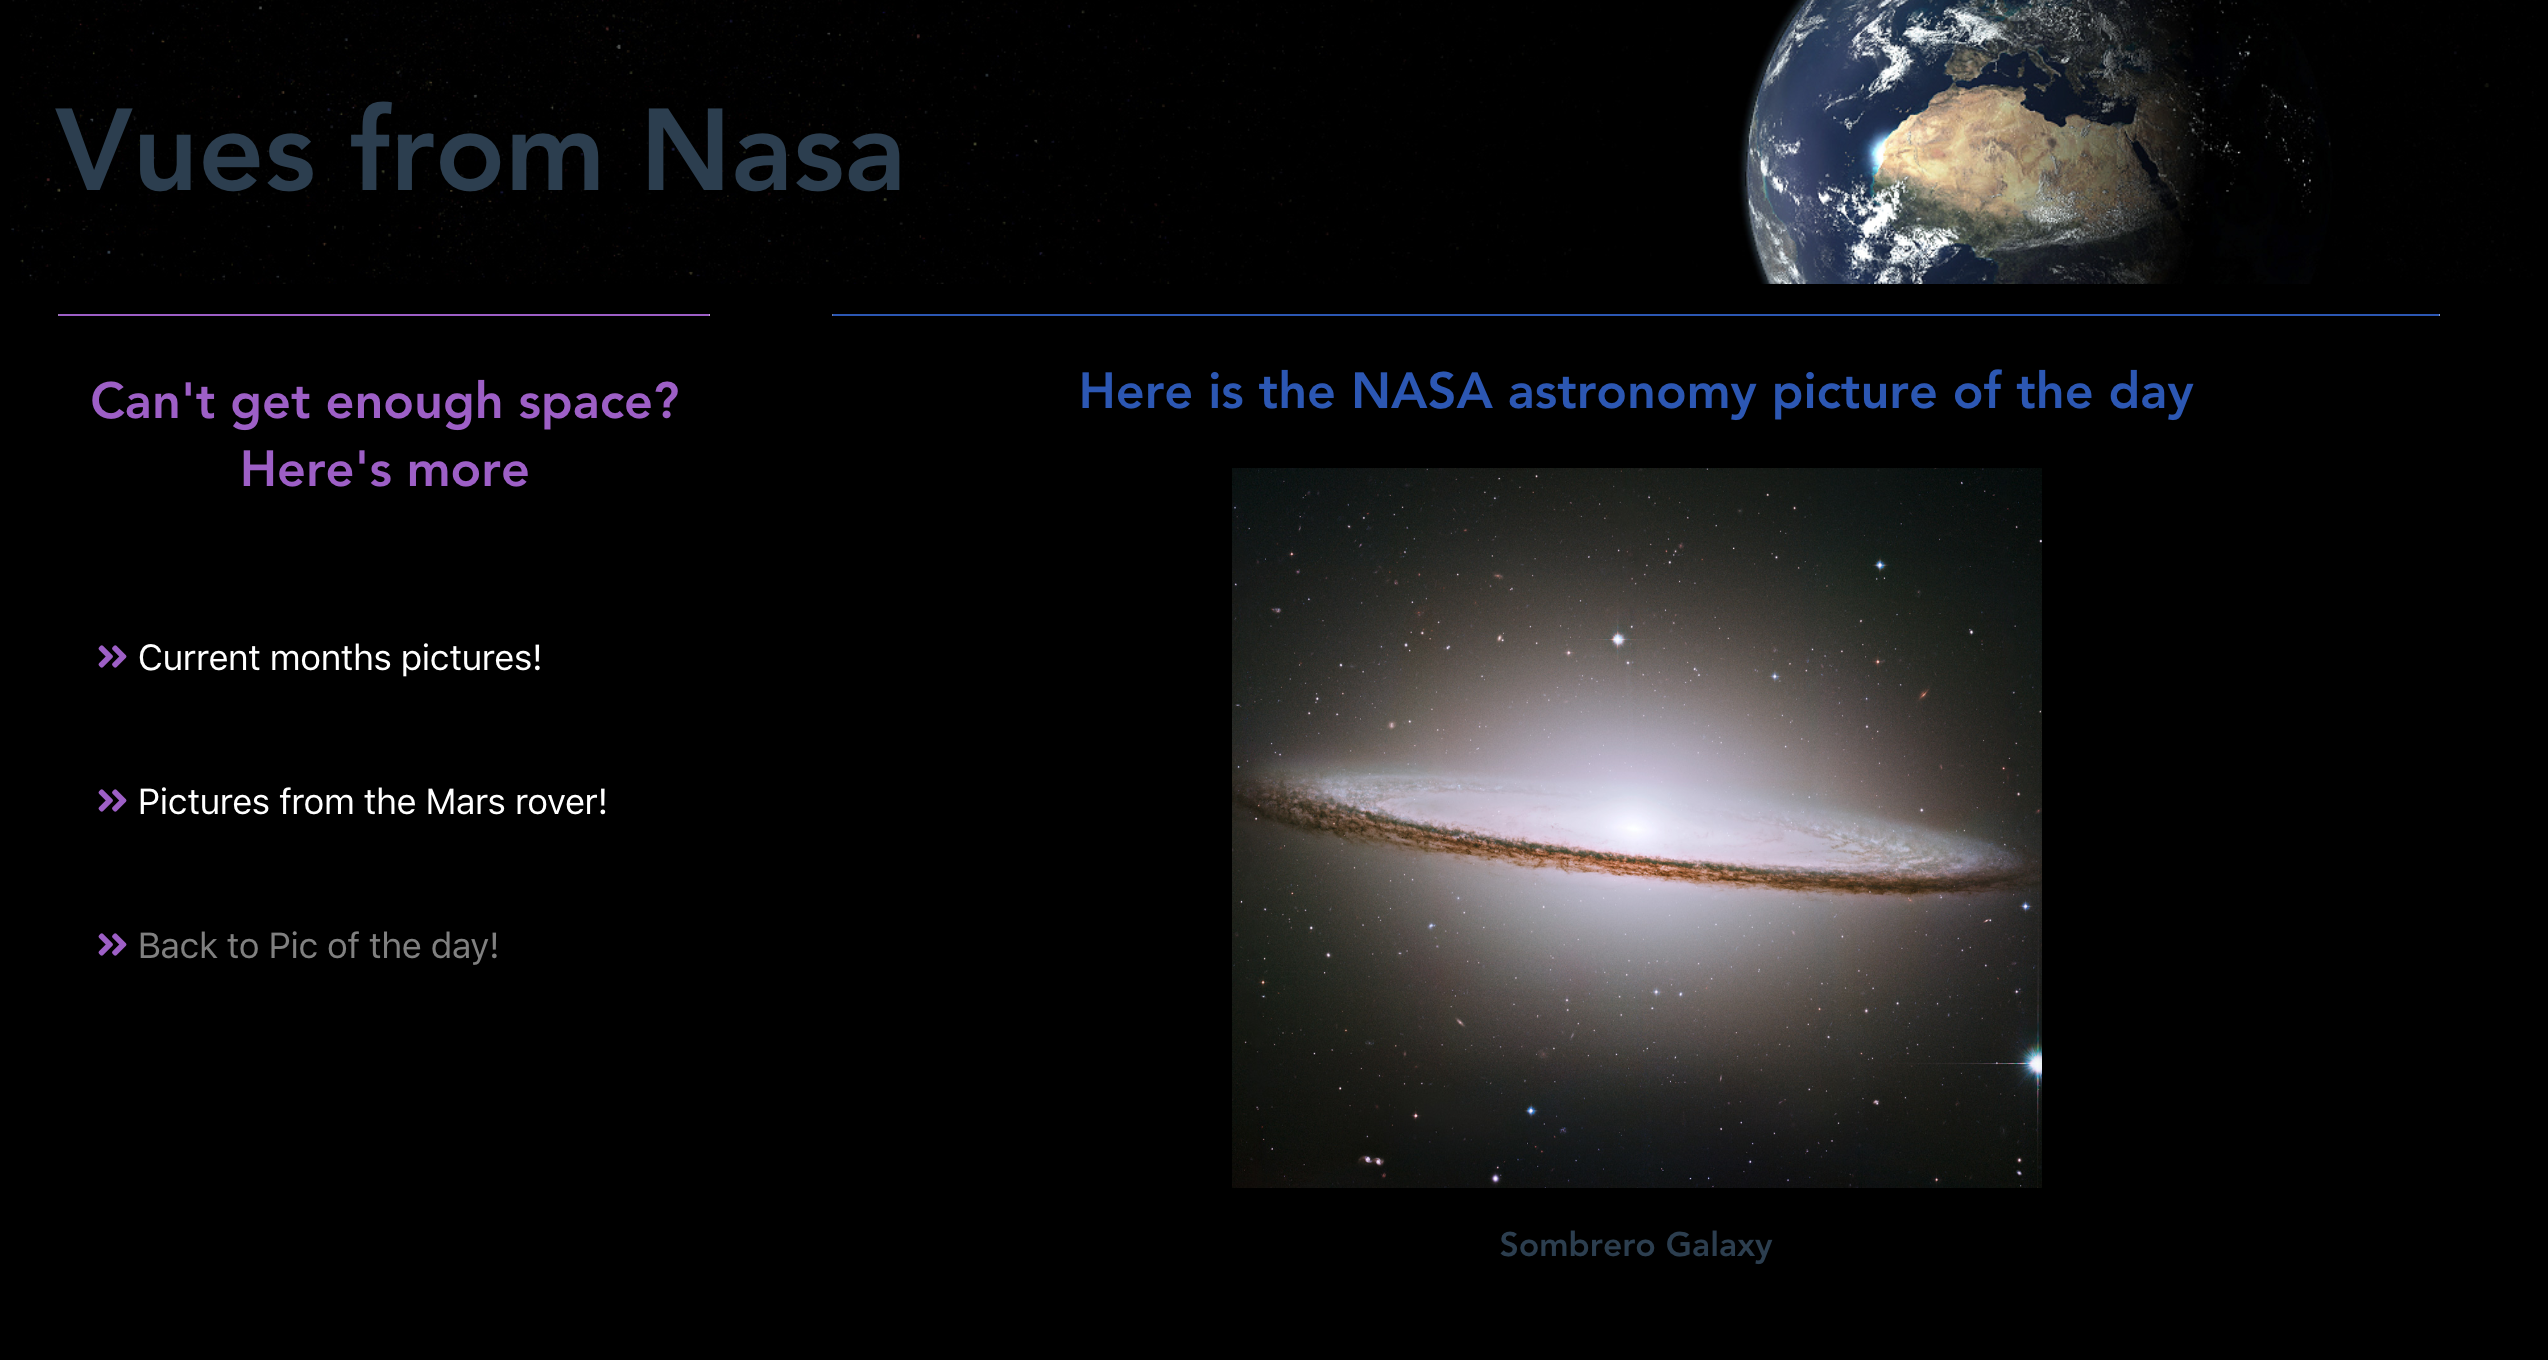 Vues from Nasa
Can't get enough space?
Here's more
Current months pictures!
Pictures from the Mars rover!
Back to Pic of the day!
Here is the NASA astronomy picture of the day
Sombrero Galaxy